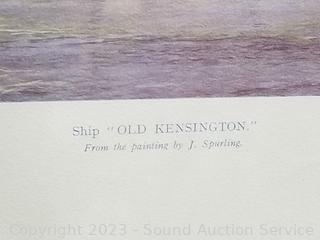 Ship "OLD KENSINGTON."
From the painting by J. Spurling.
Copyright 2023 - Sound Auction Service